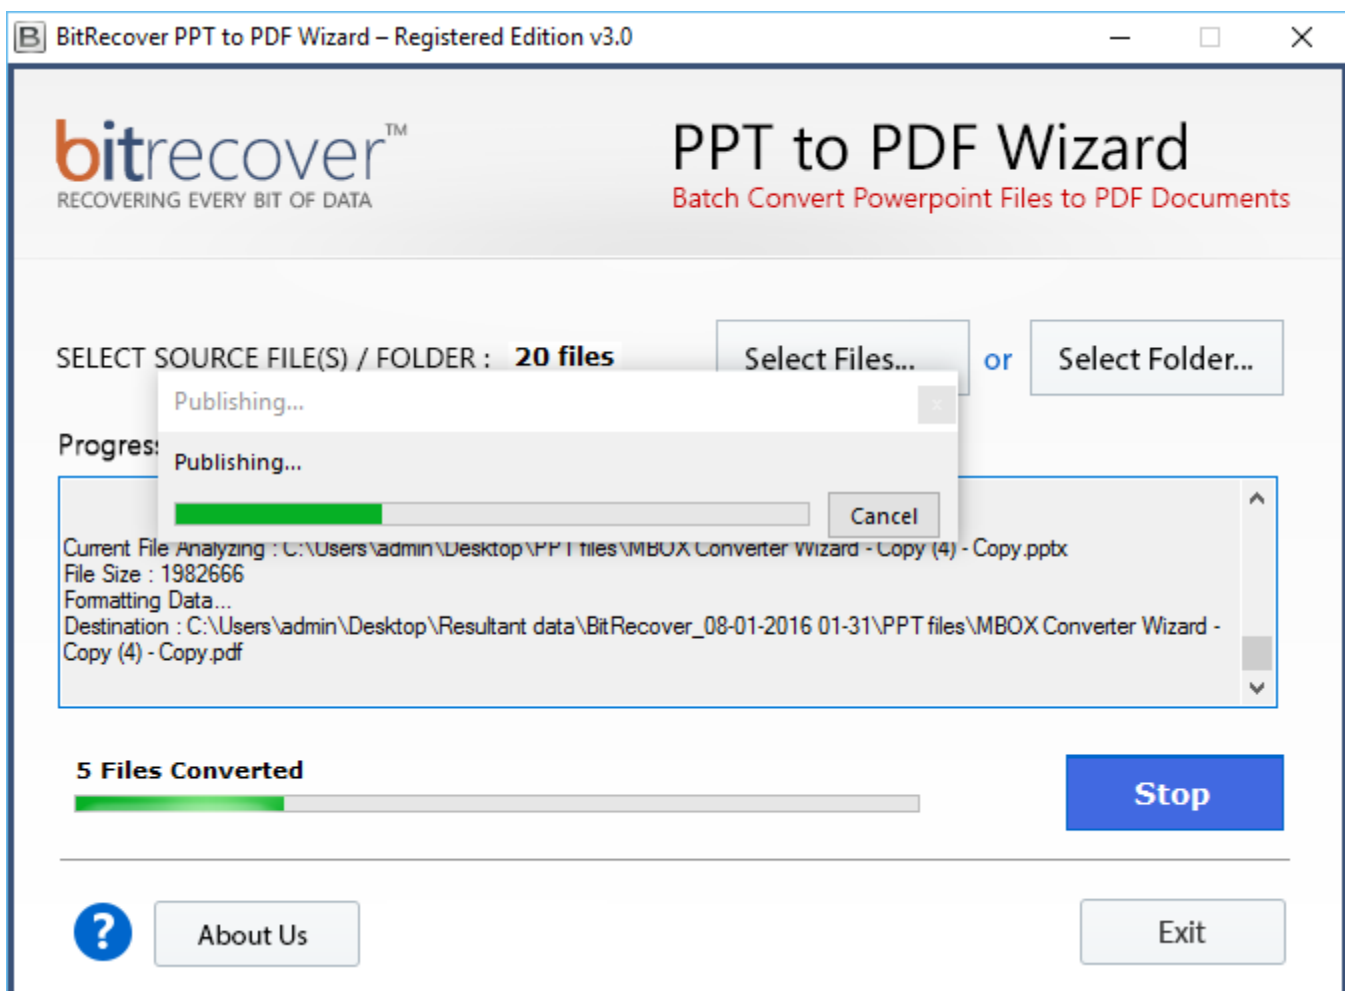 B BitRecover PPT to PDF Wizard – Registered Edition v3.0
bitrecover™
RECOVERING EVERY BIT OF DATA
PPT to PDF Wizard
Batch Convert Powerpoint Files to PDF Documents
SELECT SOURCE FILE(S) / FOLDER : 20 files
Select Files...
or
Select Folder...
Publishing...
x
Progress
Publishing...
Cancel
Current File Analyzing : C:\Users\admin\Desktop\PPT files\MBOX Converter Wizard - Copy (4) - Copy.pptx
File Size : 1982666
Formatting Data...
Destination : C:\Users\admin\Desktop\Resultant data\BitRecover_08-01-2016 01-31\PPT files\MBOX Converter Wizard -
Copy (4) - Copy.pdf
5 Files Converted
Stop
?
About Us
Exit